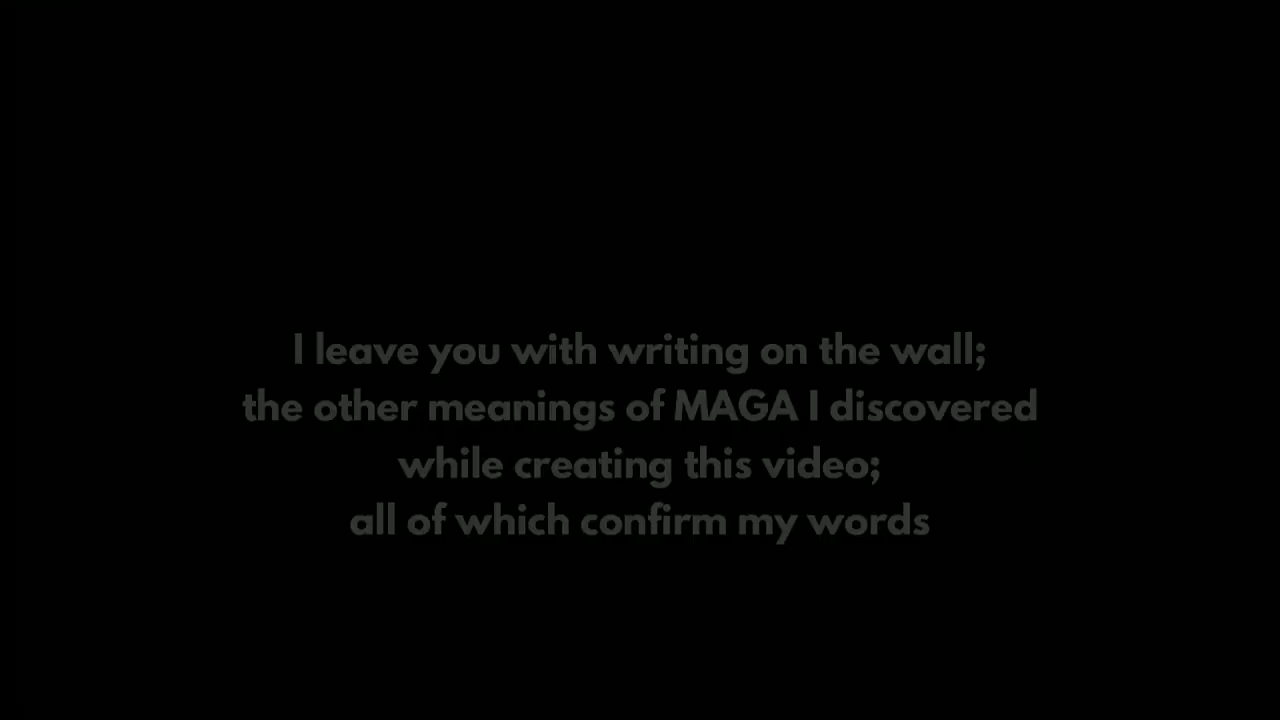 I leave you with writing on the wall;
the other meanings of MAGA I discovered
while creating this video;
all of which confirm my words